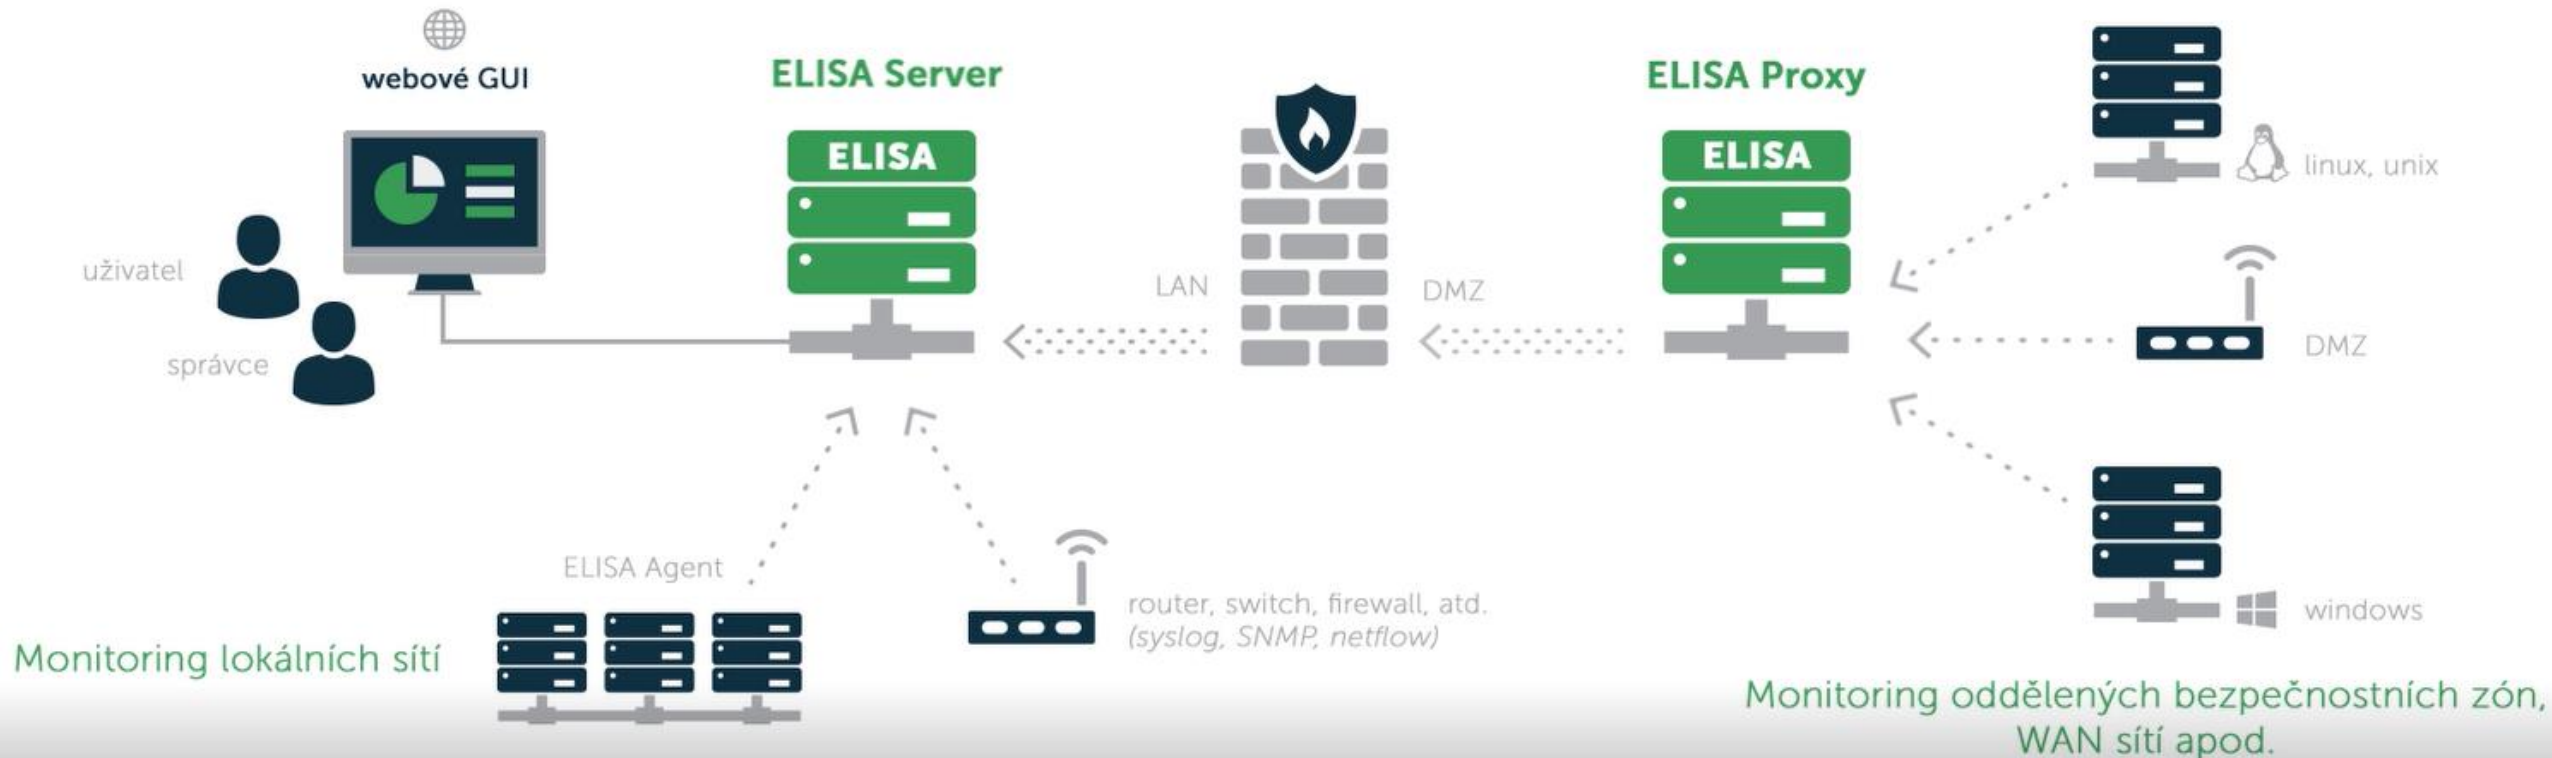 webové GUI
ELISA Server
ELISA Proxy
ELISA
ELISA
linux, unix
uživatel
LAN
DMZ
správce
DMZ
ELISA Agent
router, switch, firewall, atd.
(syslog, SNMP, netflow)
windows
Monitoring lokálních sítí
Monitoring oddělených bezpečnostních zón,
WAN sítí apod.